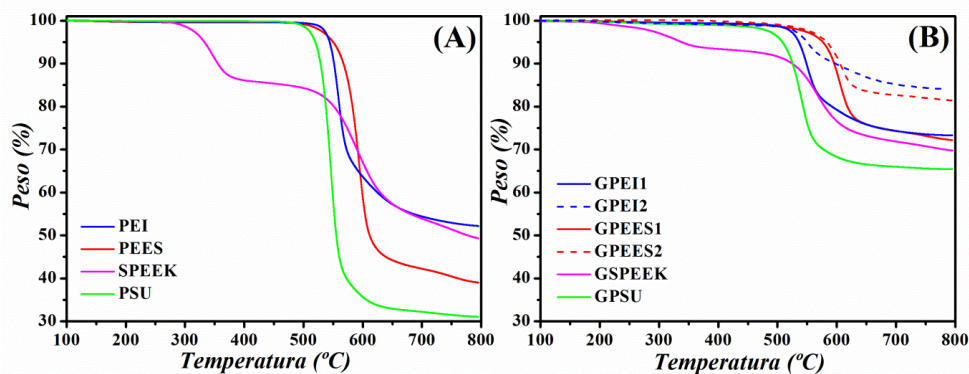 (A)
100
90
80
70
60
50
40
30
Peso (%)
PEI
PEES
SPEEK
PSU
100 200 300 400 500 600 700 800
Temperatura (ºC)
(B)
100
90
80
70
60
50
40
30
Peso (%)
GPEI1
GPEI2
GPEES1
GPEES2
GSPEEK
GPSU
100 200 300 400 500 600 700 800
Temperatura (ºC)